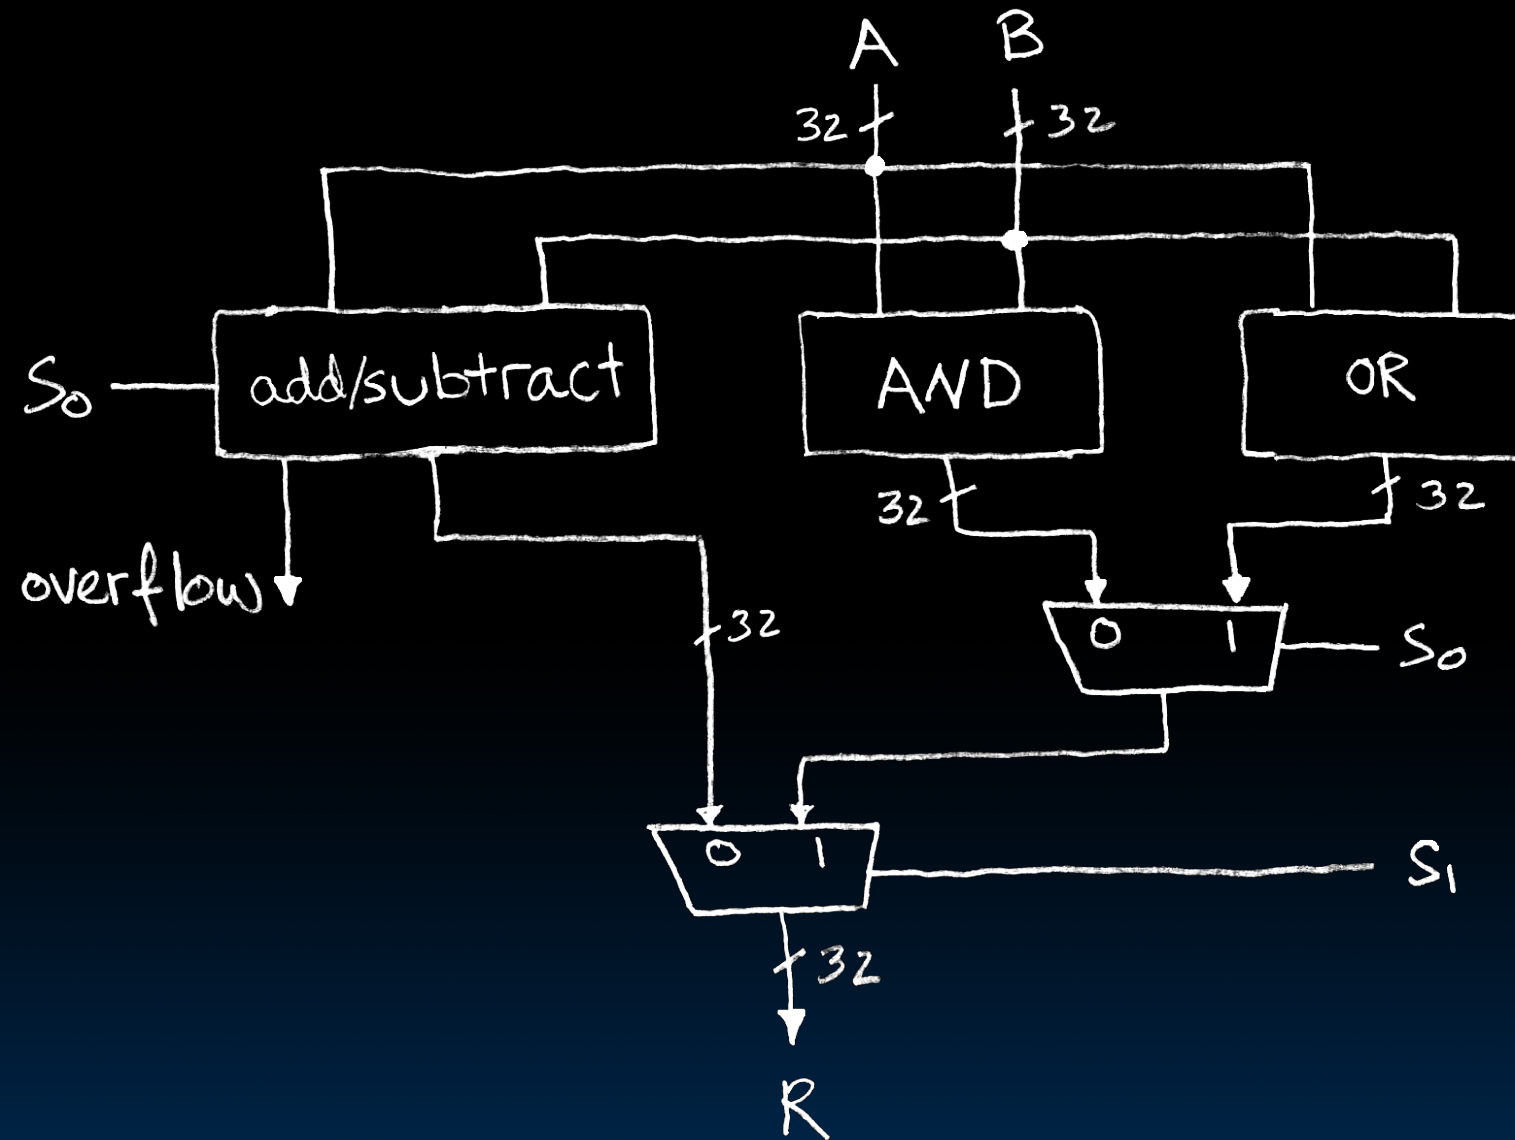 A B
32 32
S₀ add/subtract AND OR
32 32
overflow
32
0 1 S₀
0 1 S₁
32
R